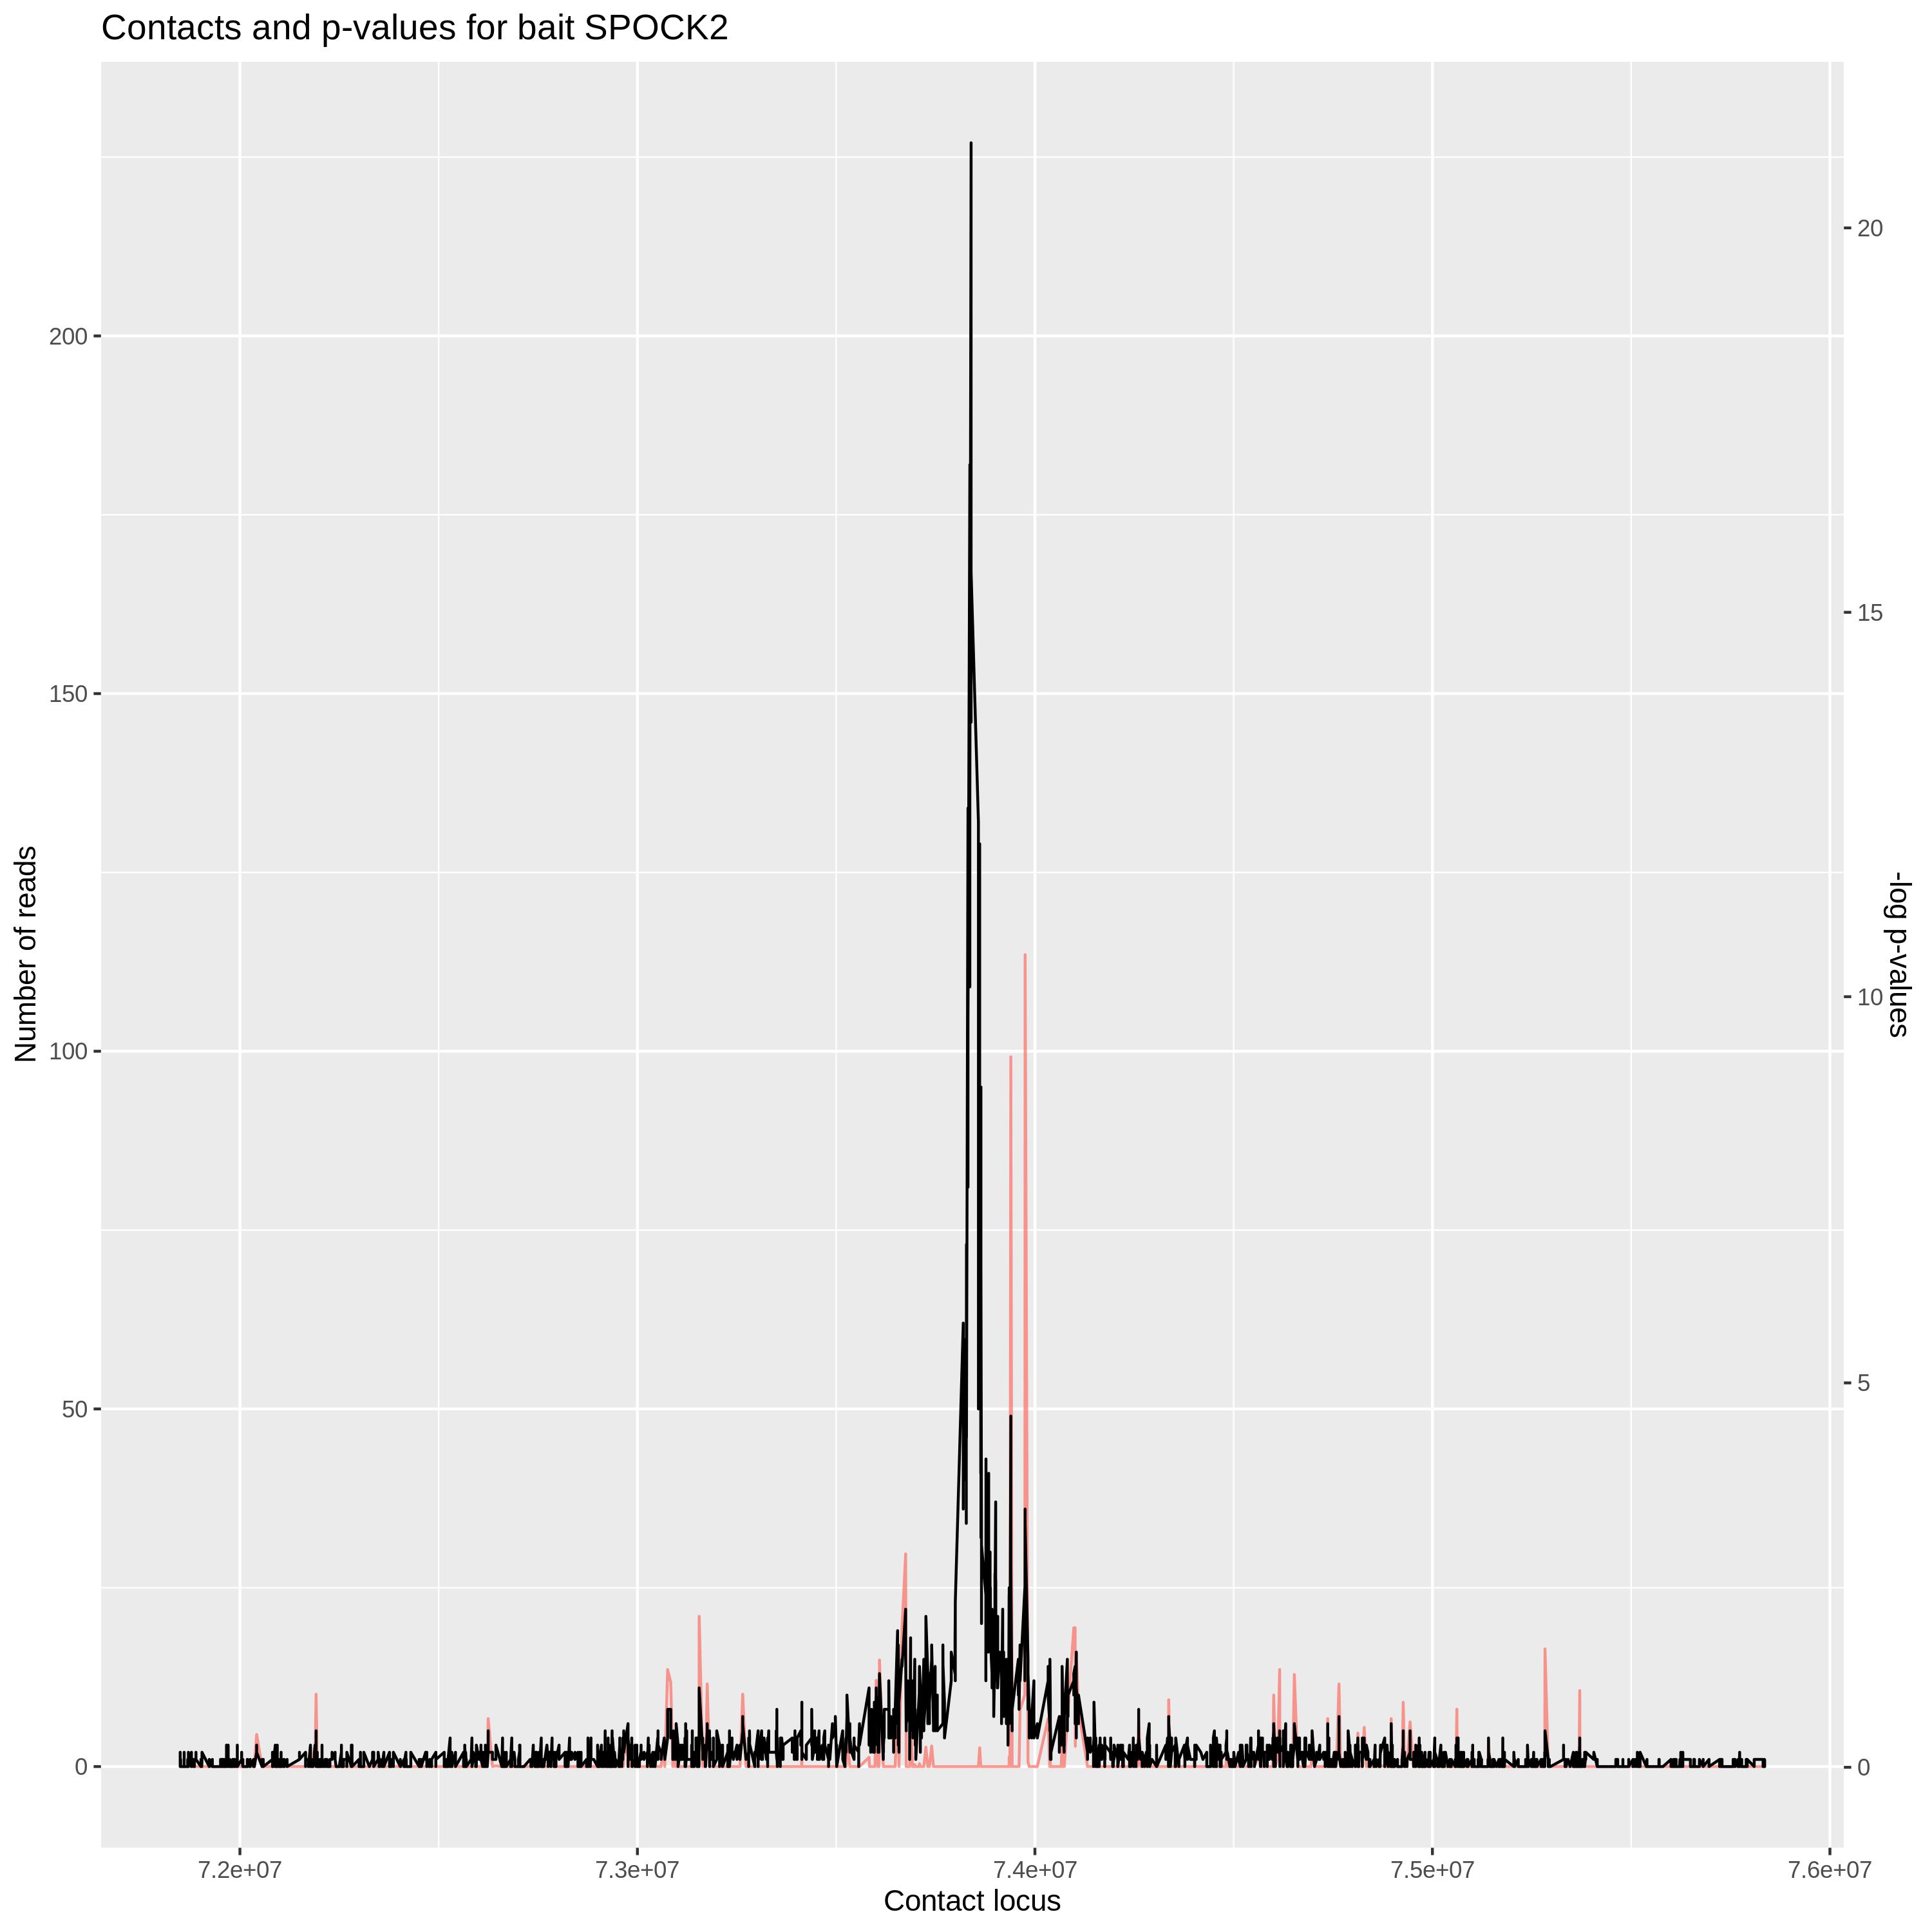 Contacts and p-values for bait SPOCK2
Number of reads
200
150
100
50
0
20
15
10
5
0
-log p-values
7.2e+07
7.3e+07
7.4e+07
7.5e+07
7.6e+07
Contact locus